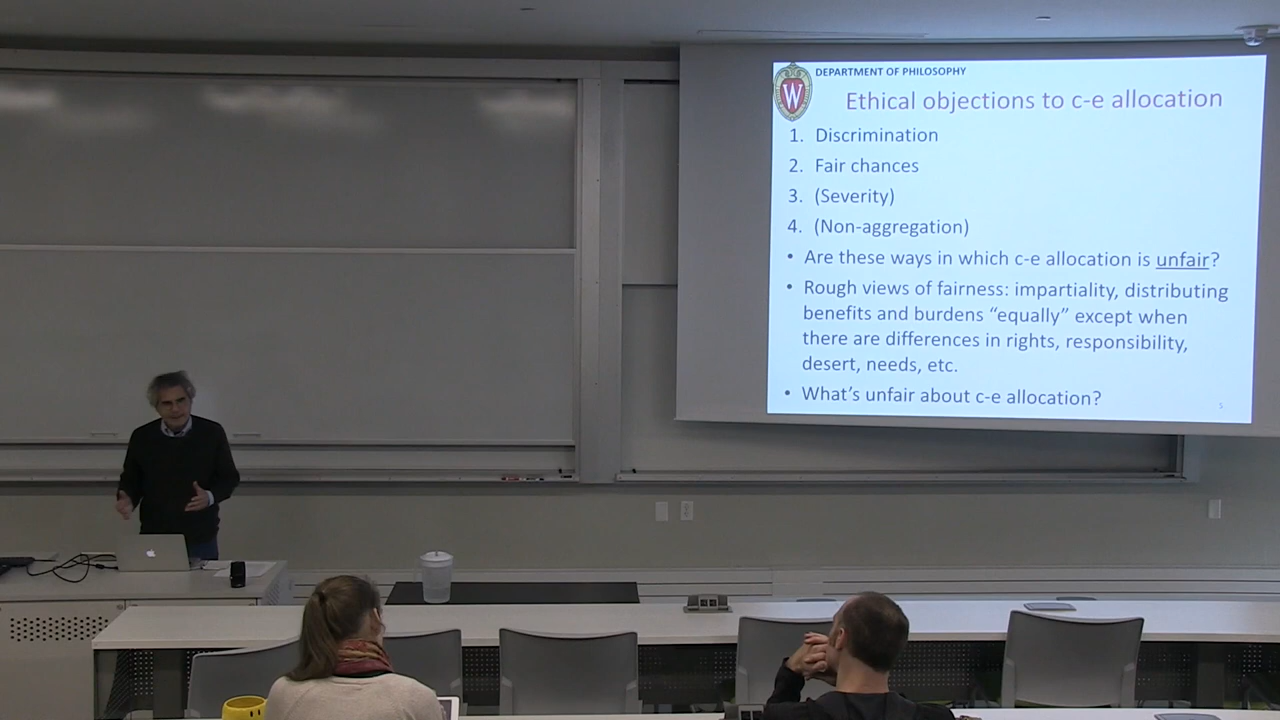 DEPARTMENT OF PHILOSOPHY
W
Ethical objections to c-e allocation
1. Discrimination
2. Fair chances
3. (Severity)
4. (Non-aggregation)
• Are these ways in which c-e allocation is unfair?
• Rough views of fairness: impartiality, distributing
benefits and burdens “equally” except when
there are differences in rights, responsibility,
desert, needs, etc.
• What’s unfair about c-e allocation?
5